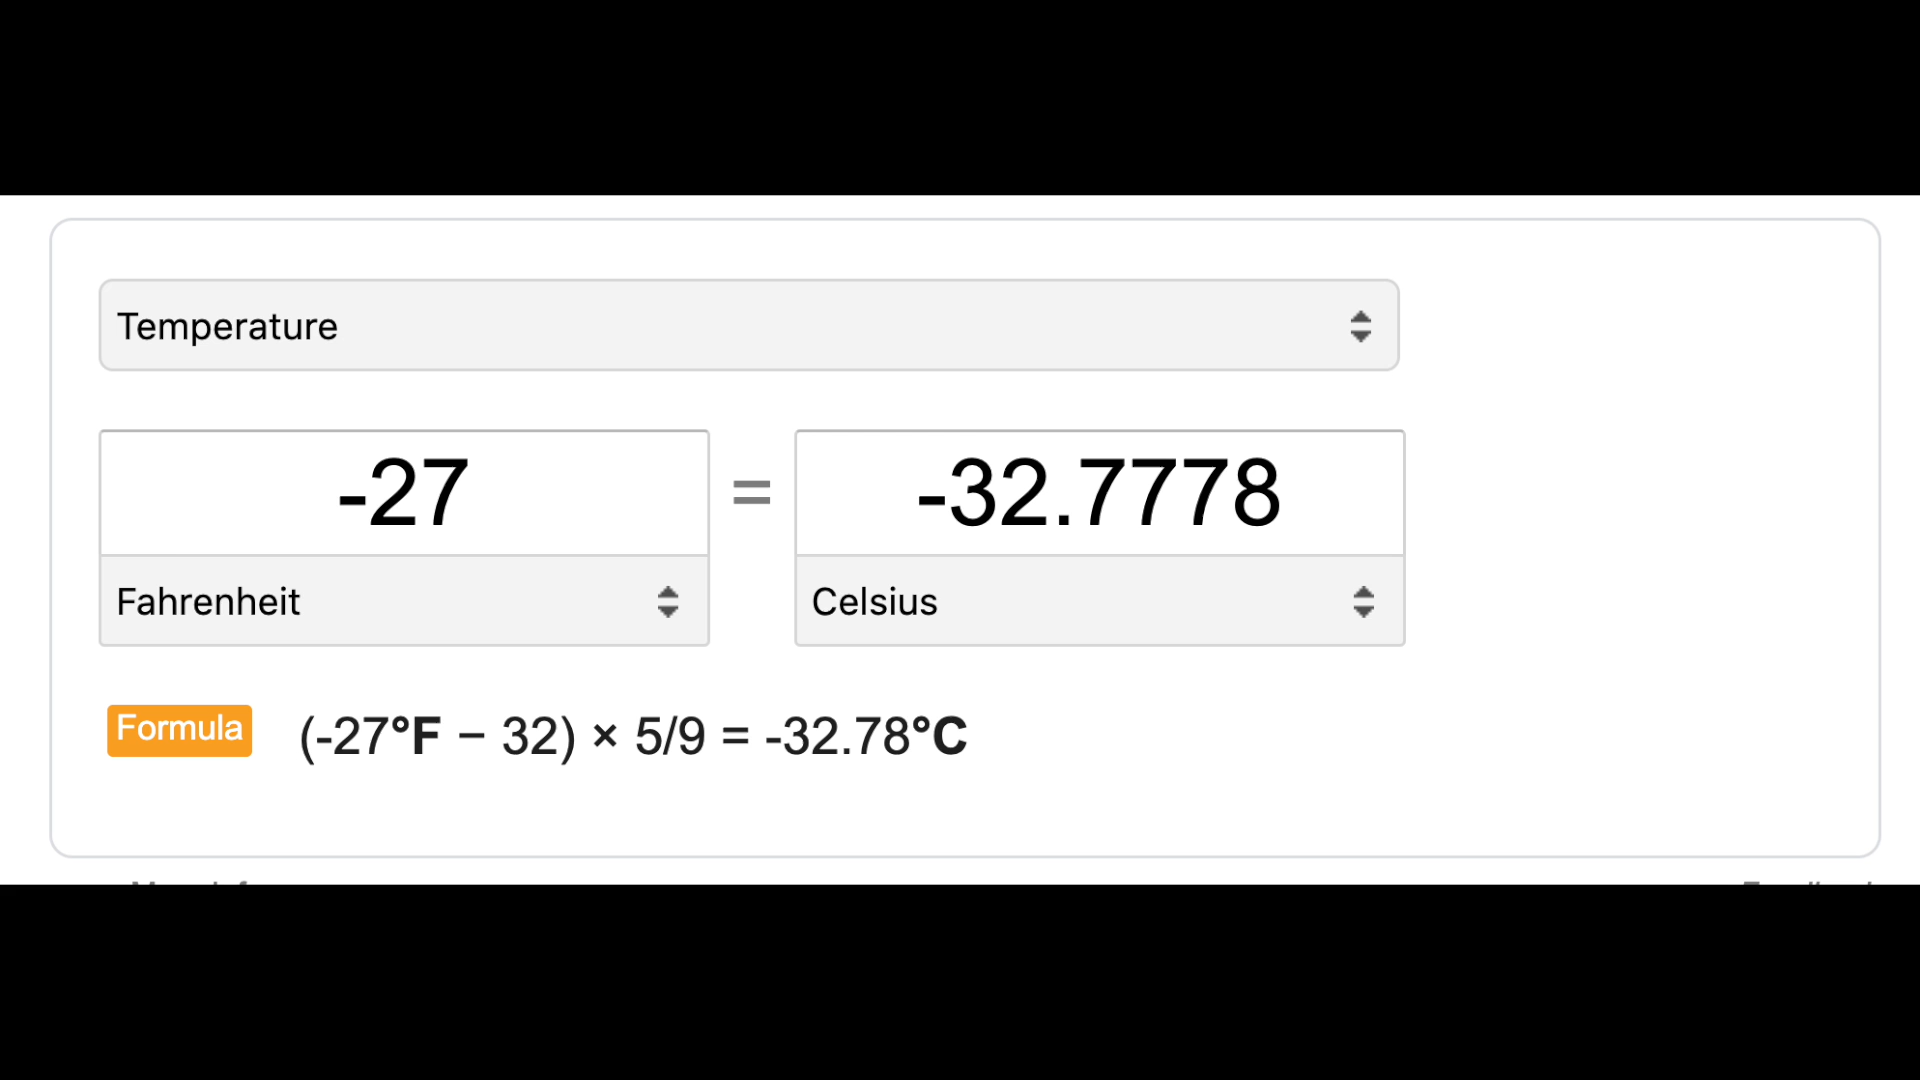 Temperature
-27 = -32.7778
Fahrenheit Celsius
Formula (-27°F − 32) × 5/9 = -32.78°C